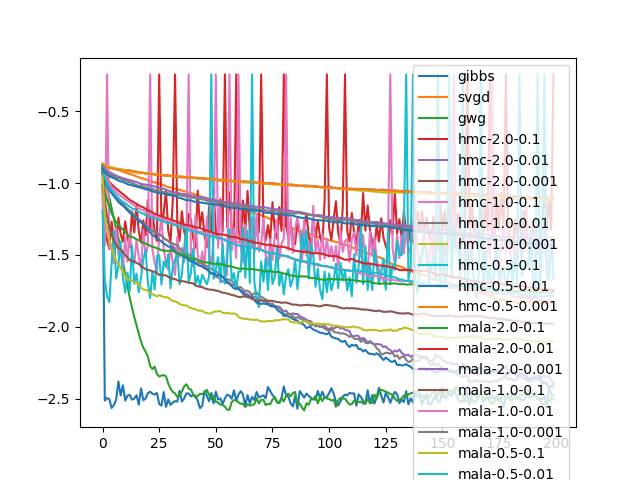 −0.5
−1.0
−1.5
−2.0
−2.5
0
25
50
75
100
125
150
175
200
gibbs
svgd
gwg
hmc-2.0-0.1
hmc-2.0-0.01
hmc-2.0-0.001
hmc-1.0-0.1
hmc-1.0-0.01
hmc-1.0-0.001
hmc-0.5-0.1
hmc-0.5-0.01
hmc-0.5-0.001
mala-2.0-0.1
mala-2.0-0.01
mala-2.0-0.001
mala-1.0-0.1
mala-1.0-0.01
mala-1.0-0.001
mala-0.5-0.1
mala-0.5-0.01